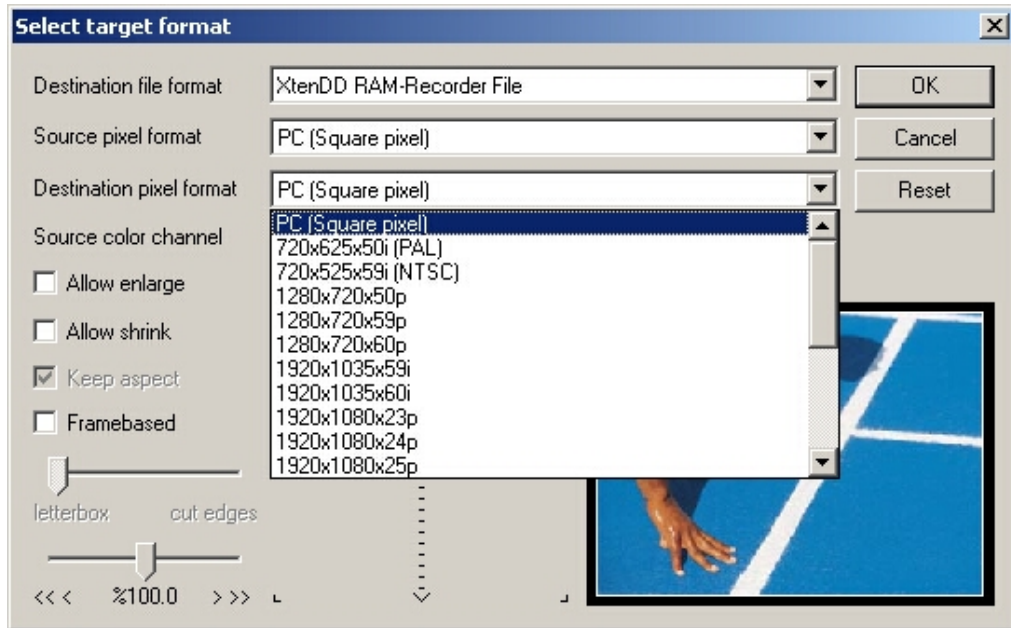 Select target format
Destination file format XtenDD RAM-Recorder File OK
Source pixel format PC (Square pixel) Cancel
Destination pixel format PC (Square pixel) Reset
PC (Square pixel)
Source color channel
720x625x50i (PAL)
720x525x59i (NTSC)
Allow enlarge
1280x720x50p
1280x720x59p
Allow shrink
1280x720x60p
1920x1035x59i
Keep aspect
1920x1035x60i
1920x1080x23p
Framebased
1920x1080x24p
1920x1080x25p
letterbox cut edges
<< < %100.0 > >>